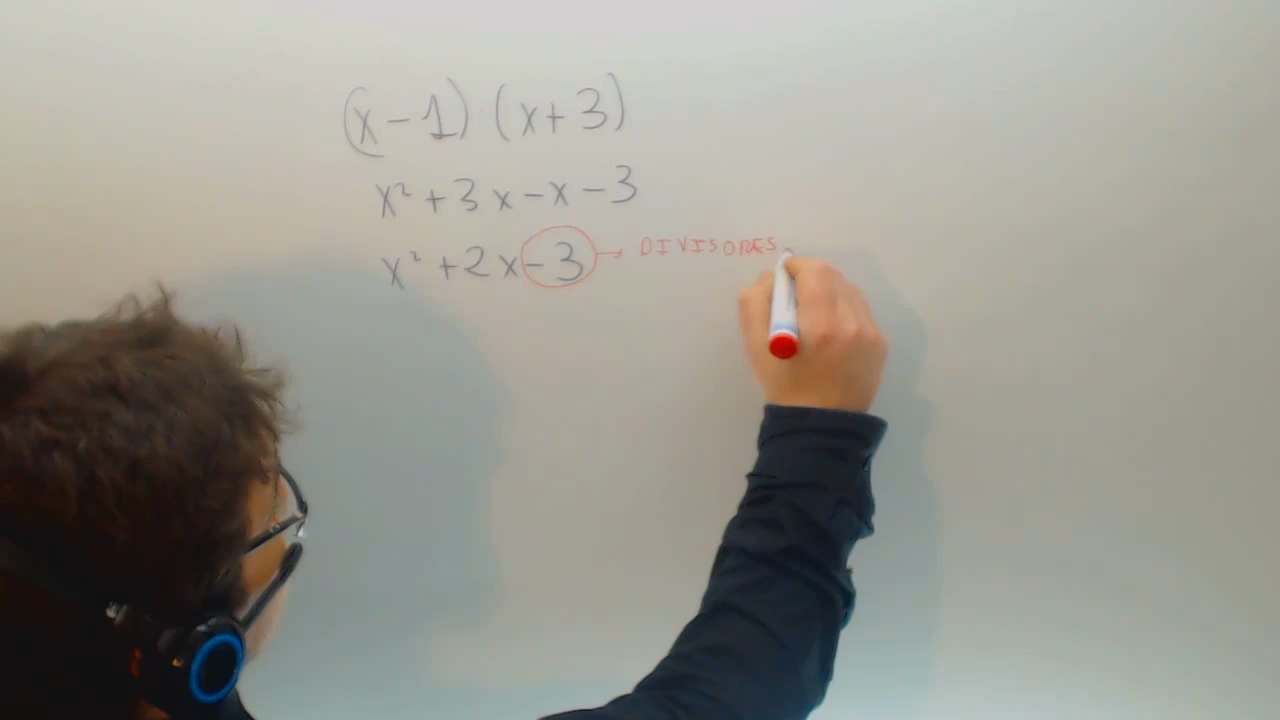 (x-1) (x+3)
x² + 3x - x - 3
x² + 2x - 3 → DIVISORES